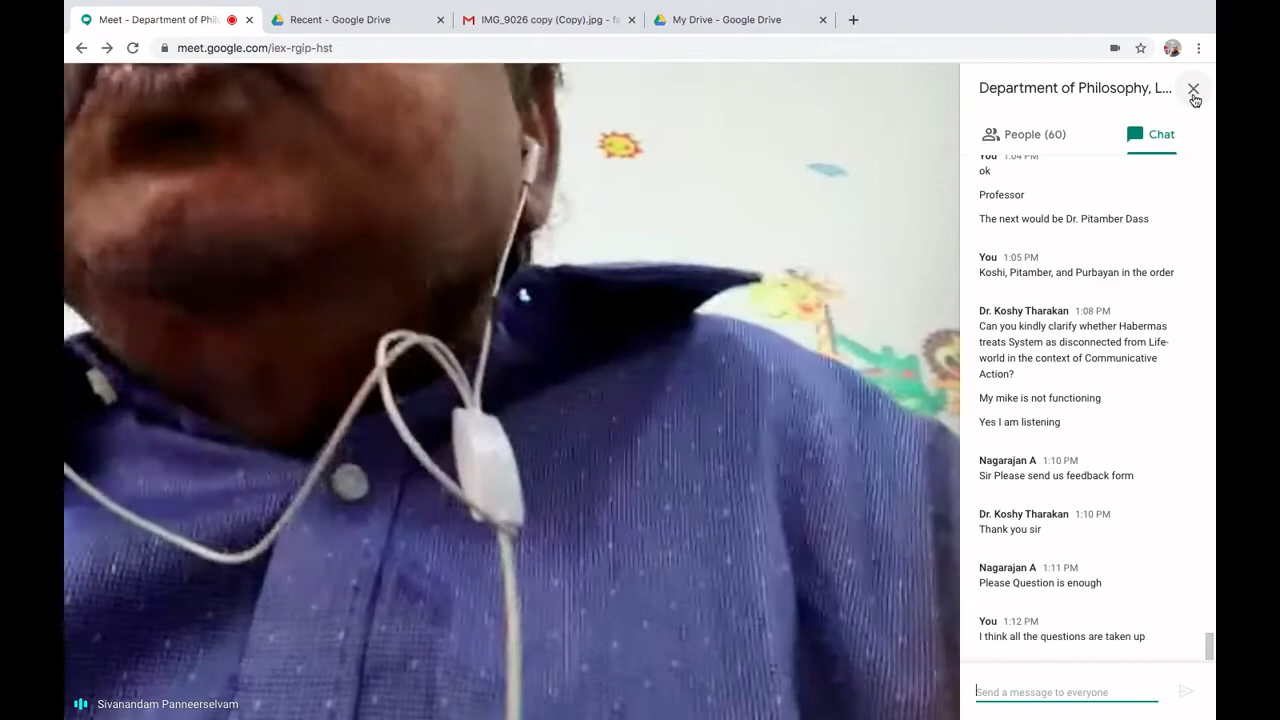 Meet - Department of Phil
Recent - Google Drive
IMG_9026 copy (Copy).jpg - fa
My Drive - Google Drive
meet.google.com/iex-rgip-hst
Department of Philosophy, L...
People (60)
Chat
You 1:04 PM
ok
Professor
The next would be Dr. Pitamber Dass
You 1:05 PM
Koshi, Pitamber, and Purbayan in the order
Dr. Koshy Tharakan 1:08 PM
Can you kindly clarify whether Habermas
treats System as disconnected from Life-
world in the context of Communicative
Action?
My mike is not functioning
Yes I am listening
Nagarajan A 1:10 PM
Sir Please send us feedback form
Dr. Koshy Tharakan 1:10 PM
Thank you sir
Nagarajan A 1:11 PM
Please Question is enough
You 1:12 PM
I think all the questions are taken up
Send a message to everyone
Sivanandam Panneerselvam